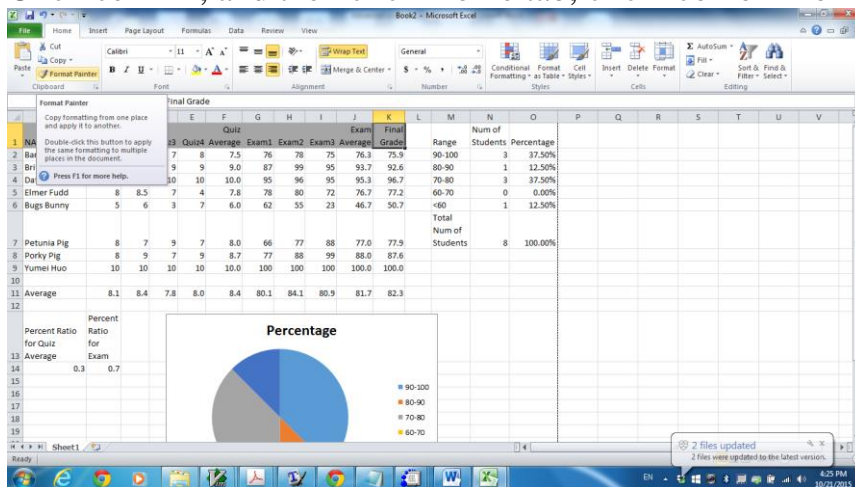 Book2 - Microsoft Excel
File Home Insert Page Layout Formulas Data Review View
Cut
Calibri 11 A A Wrap Text General Σ AutoSum
Copy
Fill
Paste Format Painter B I U A Merge & Center $ % , Conditional Format Cell Insert Delete Format Clear Sort & Find &
Formatting as Table Styles Filter Select
Clipboard Font Alignment Number Styles Cells Editing
Format Painter
Final Grade
Copy formatting from one place
and apply it to another.
Double-click this button to apply
the same formatting to multiple
places in the document.
Press F1 for more help.
E F G H I J K L M N O P Q R S T U V
Quiz Exam Final Num of
1 NA z3 Quiz4 Average Exam1 Exam2 Exam3 Average Grade Range Students Percentage
2 Bar 7 8 7.5 76 78 75 76.3 75.9 90-100 3 37.50%
3 Bri 9 9 9.0 87 99 95 93.7 92.6 80-90 1 12.50%
4 Da 10 10 10.0 95 96 95 95.3 96.7 70-80 3 37.50%
5 Elmer Fudd 8 8.5 7 4 7.8 78 80 72 76.7 77.2 60-70 0 0.00%
6 Bugs Bunny 5 6 3 7 6.0 62 55 23 46.7 50.7 <60 1 12.50%
Total
Num of
7 Petunia Pig 8 7 9 7 8.0 66 77 88 77.0 77.9 Students 8 100.00%
8 Porky Pig 8 9 7 9 8.7 77 88 99 88.0 87.6
9 Yumei Huo 10 10 10 10 10.0 100 100 100 100.0 100.0
10
11 Average 8.1 8.4 7.8 8.0 8.4 80.1 84.1 80.9 81.7 82.3
12
Percent
Percent Ratio Ratio
for Quiz for
13 Average Exam
14 0.3 0.7
15
16
17
18
19
Percentage
90-100
80-90
70-80
60-70
Sheet1
Ready
2 files updated
2 files were updated to the latest version.
EN
4:25 PM
10/21/2015